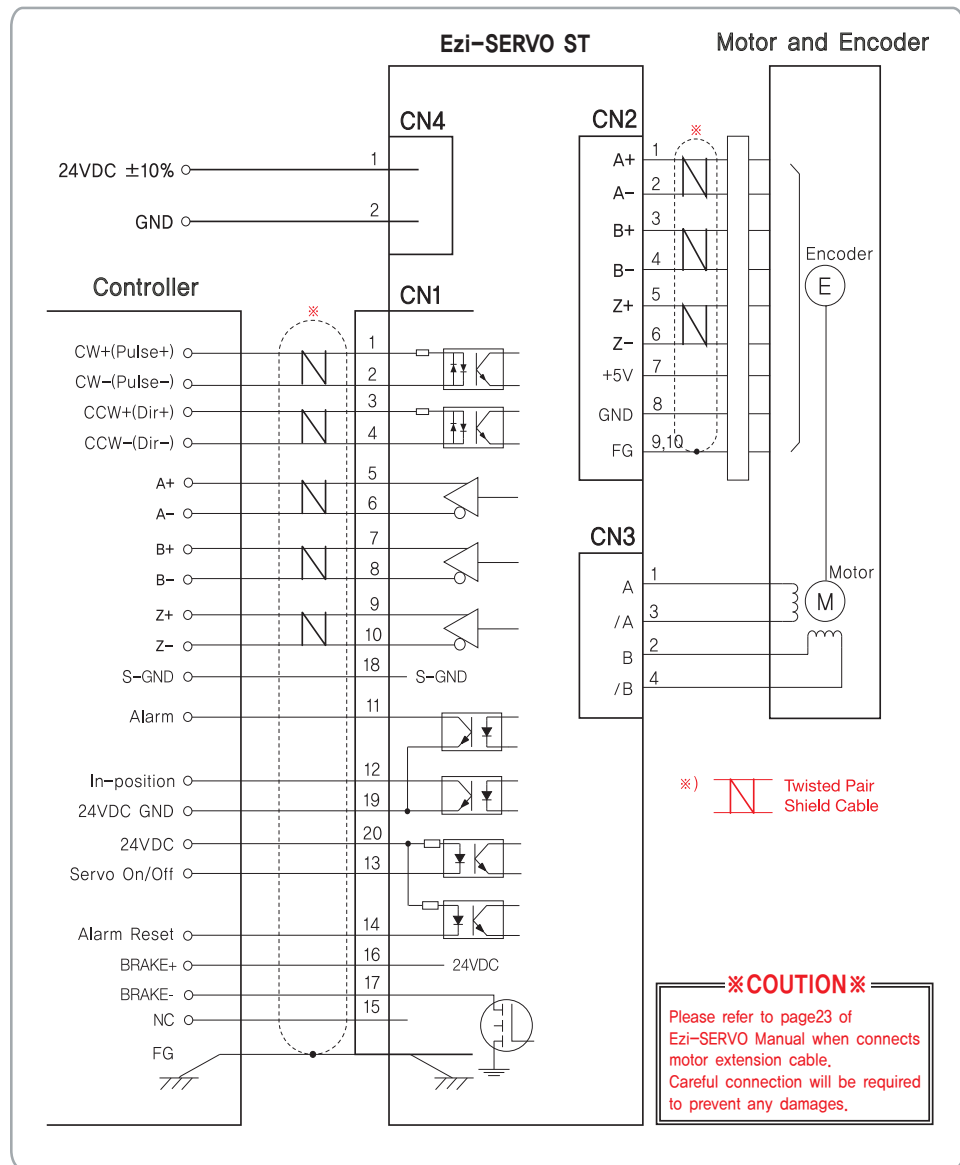 Ezi-SERVO ST
Motor and Encoder
CN4
24VDC ±10%
1
GND
2
Controller
CN1
※
CW+(Pulse+)
1
CW-(Pulse-)
2
CCW+(Dir+)
3
CCW-(Dir-)
4
A+
5
A-
6
B+
7
B-
8
Z+
9
Z-
10
S-GND
18
S-GND
Alarm
11
In-position
12
24VDC GND
19
24VDC
20
Servo On/Off
13
Alarm Reset
14
BRAKE+
16
24VDC
BRAKE-
17
NC
15
FG
CN2
※
A+
1
A-
2
B+
3
B-
4
Z+
5
Z-
6
+5V
7
GND
8
FG
9,10
Encoder
E
CN3
A
1
/A
3
B
2
/B
4
Motor
M
※)
Twisted Pair
Shield Cable
※COUTION※
Please refer to page23 of
Ezi-SERVO Manual when connects
motor extension cable.
Careful connection will be required
to prevent any damages.